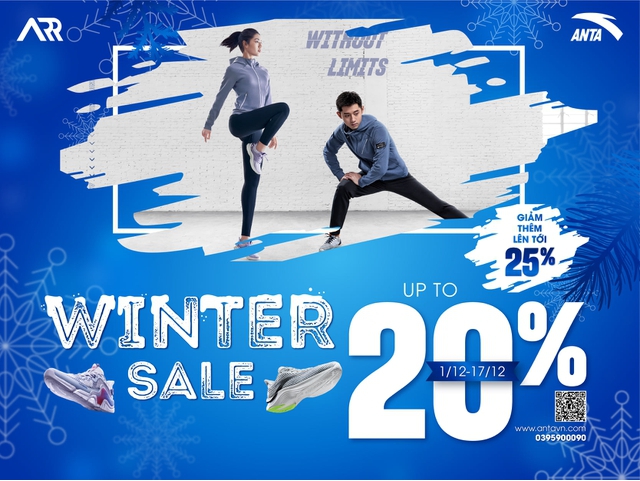 ARR
ANTA
WITHOUT
LIMITS
GIẢM
THÊM
LÊN TỚI
25%
UP TO
WINTER
SALE
20%
1/12-17/12
www.antavn.com
0395900090